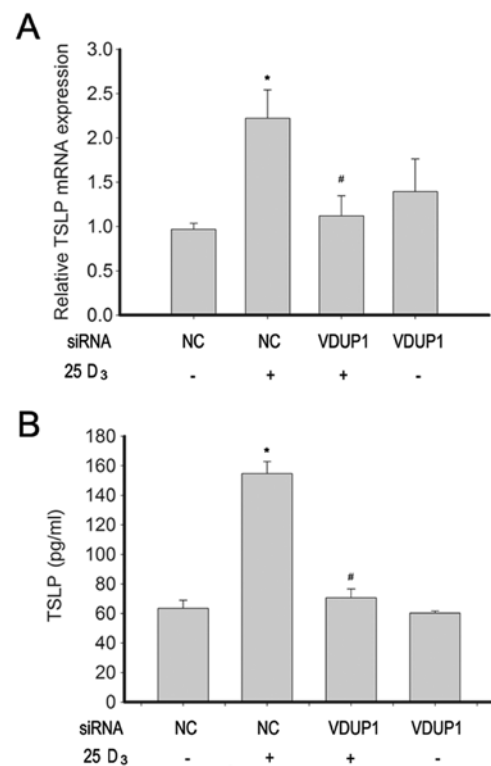 A
Relative TSLP mRNA expression
3.0
2.5
2.0
1.5
1.0
0.5
0.0
*
#
siRNA NC NC VDUP1 VDUP1
25 D3 - + + -
B
TSLP (pg/ml)
180
160
140
120
100
80
60
40
20
0
*
#
siRNA NC NC VDUP1 VDUP1
25 D3 - + + -